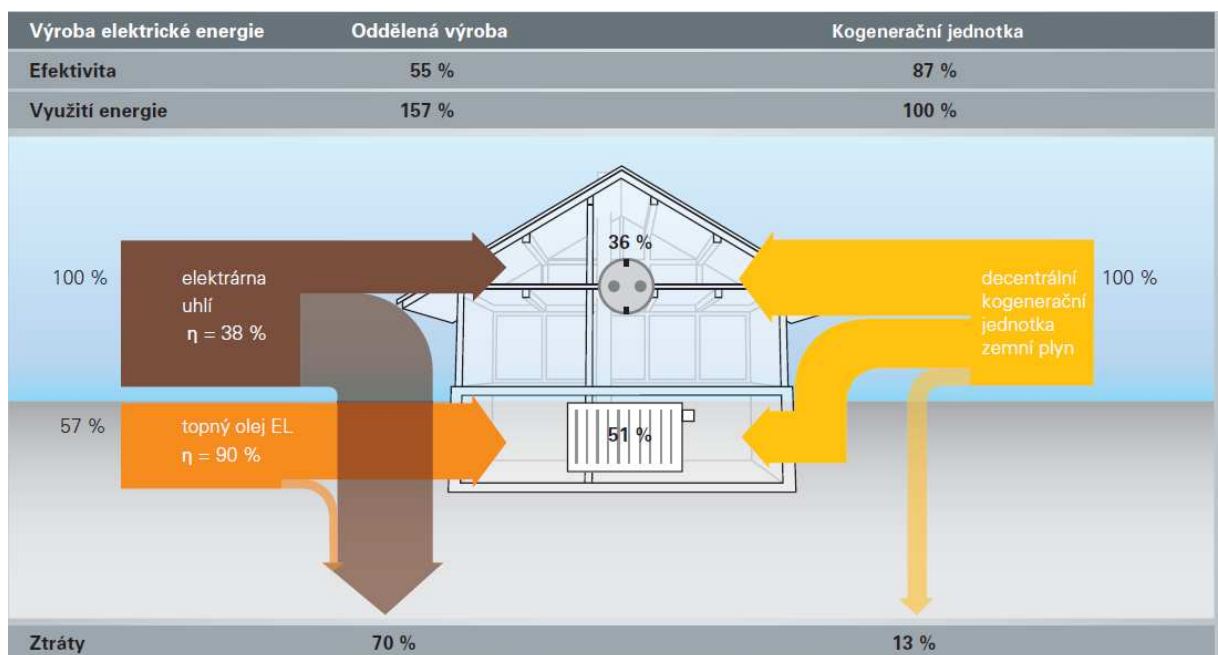 Výroba elektrické energie Oddělená výroba Kogenerační jednotka
Efektivita 55 % 87 %
Využití energie 157 % 100 %
36 %
100 %
elektrárna
uhlí
η = 38 %
decentrální
kogenerační
jednotka
zemní plyn
100 %
57 %
topný olej EL
η = 90 %
51 %
Ztráty 70 % 13 %